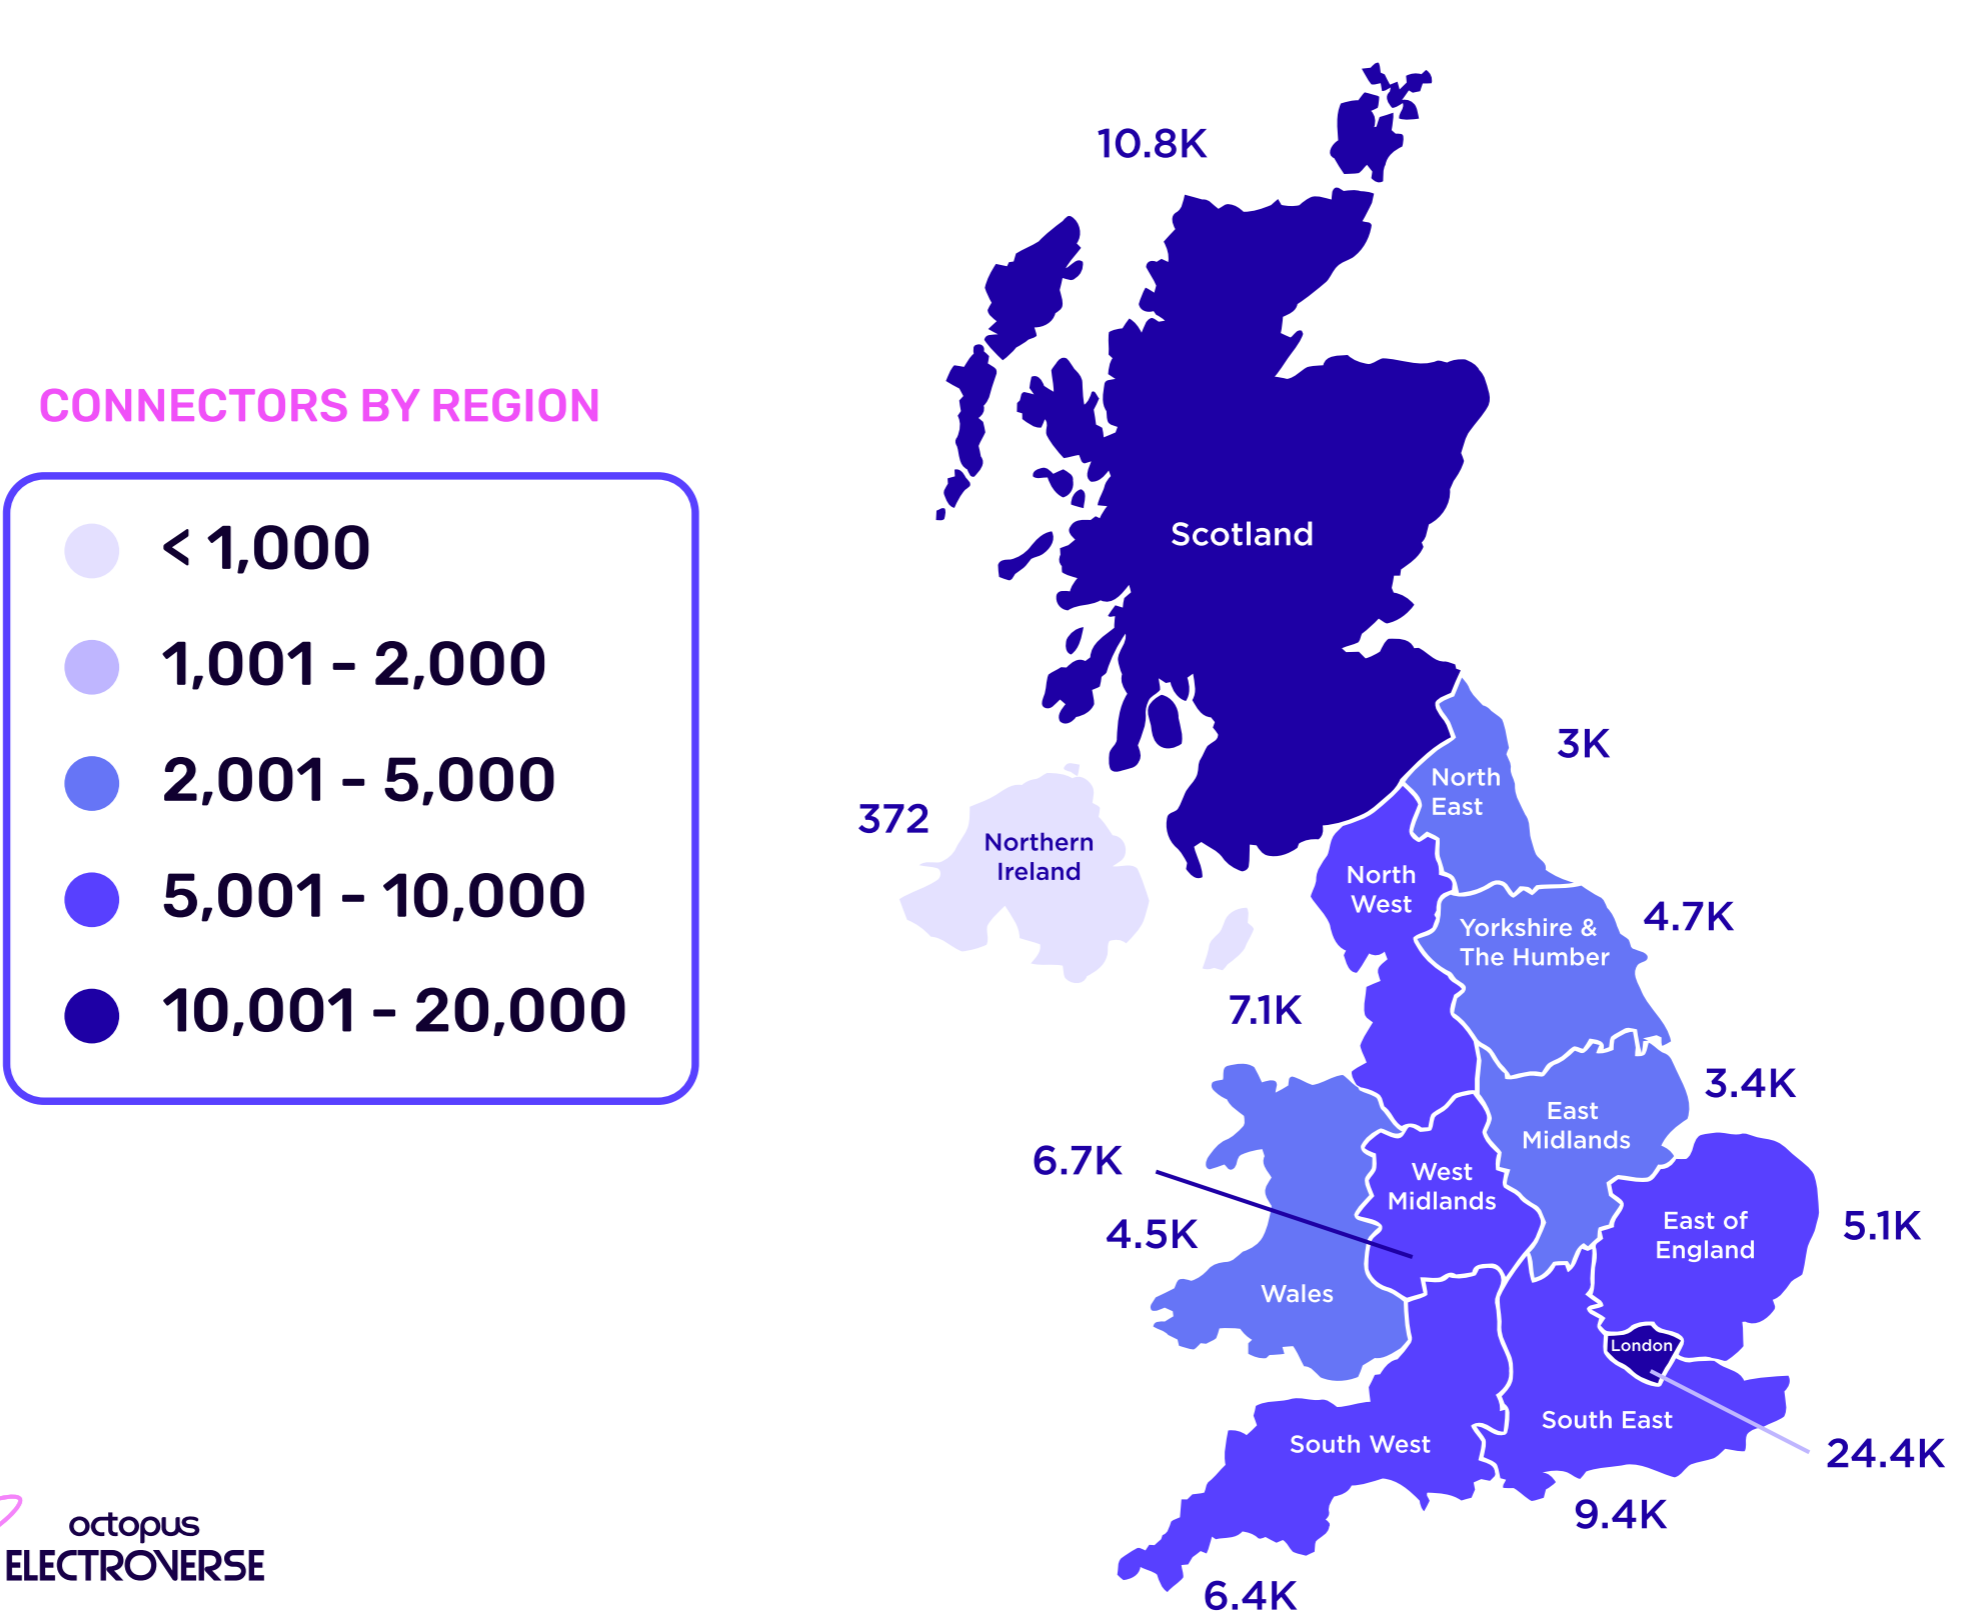 CONNECTORS BY REGION
< 1,000
1,001 - 2,000
2,001 - 5,000
5,001 - 10,000
10,001 - 20,000
octopus
ELECTROVERSE
10.8K
Scotland
3K
North
East
372
Northern
Ireland
North
West
4.7K
Yorkshire &
The Humber
7.1K
3.4K
East
Midlands
6.7K
West
Midlands
4.5K
East of
England
5.1K
Wales
London
South East
South West
24.4K
9.4K
6.4K